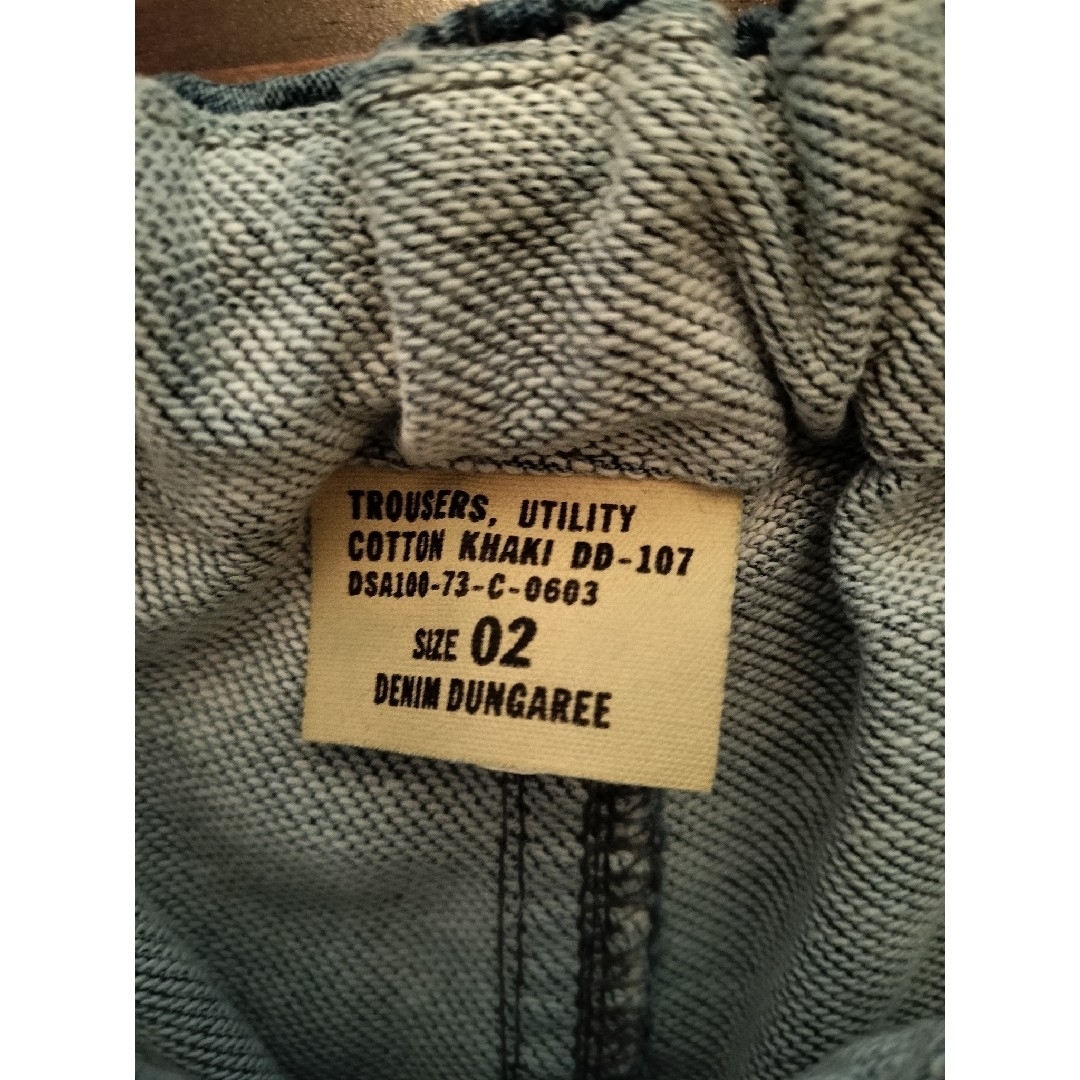 TROUSERS, UTILITY
COTTON KHAKI DD-107
DSA100-73-C-0603
SIZE 02
DENIM DUNGAREE